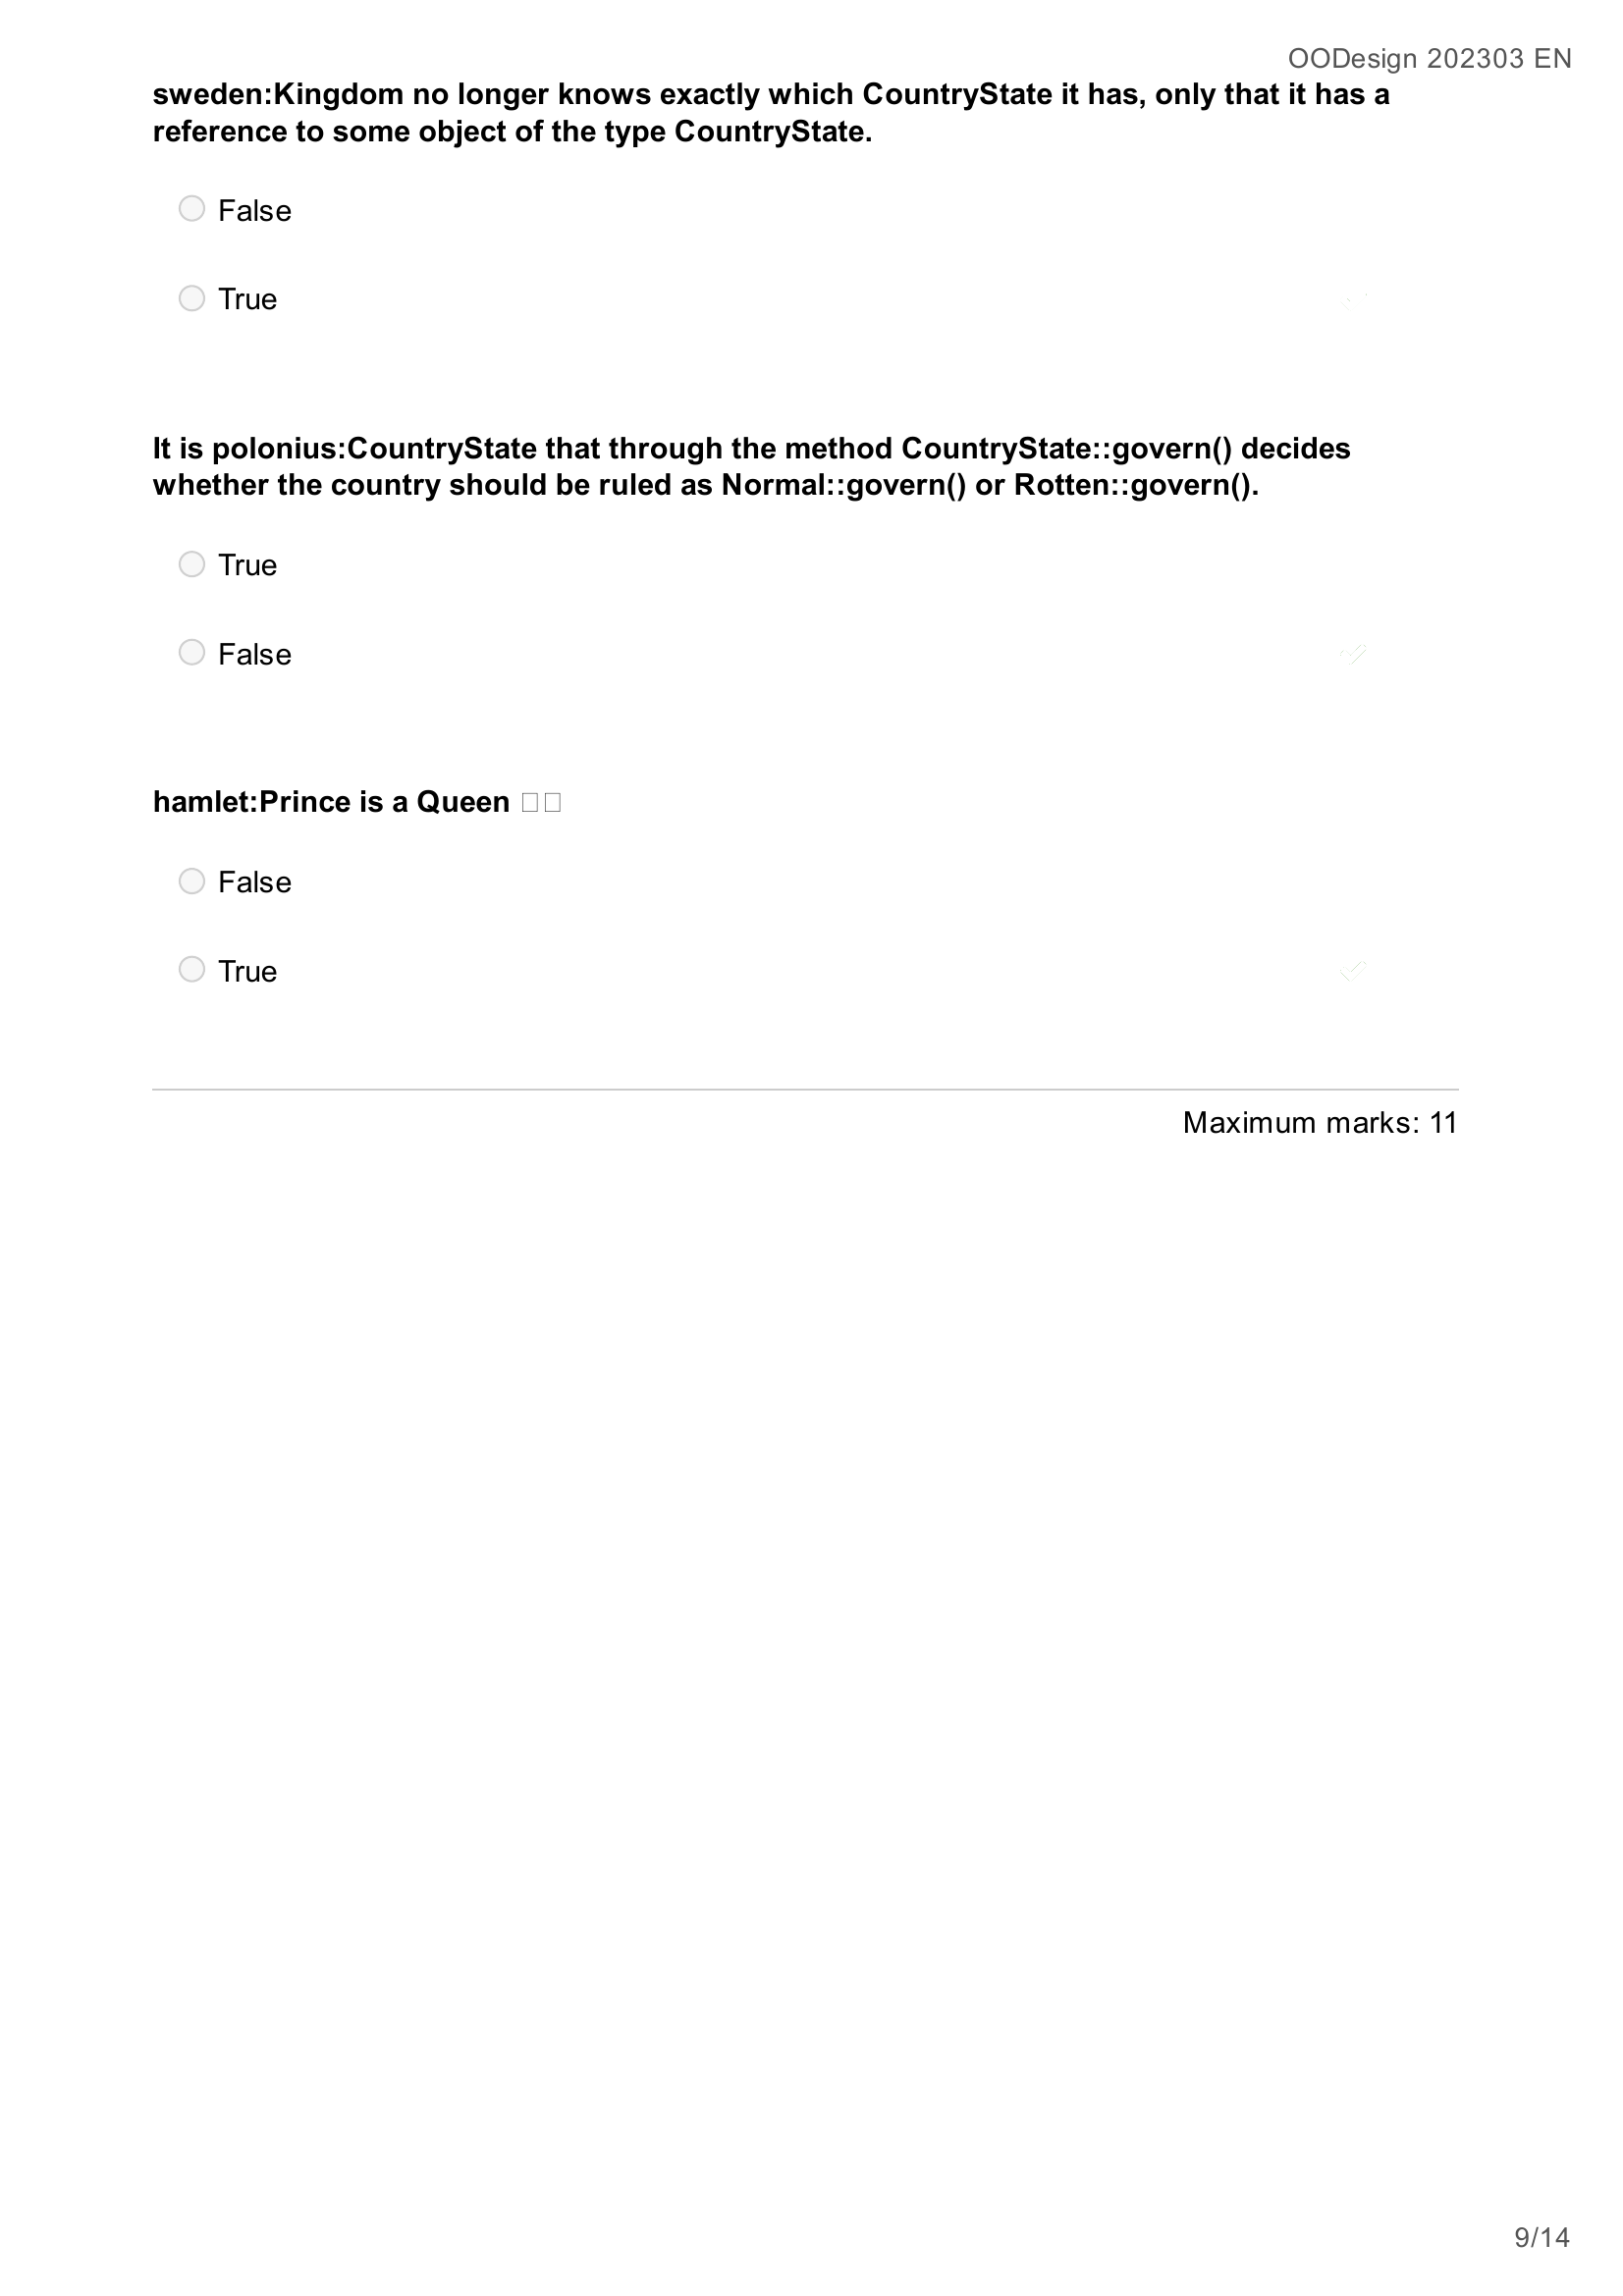 OODesign 202303 EN
sweden:Kingdom no longer knows exactly which CountryState it has, only that it has a
reference to some object of the type CountryState.
False
True
It is polonius:CountryState that through the method CountryState::govern() decides
whether the country should be ruled as Normal::govern() or Rotten::govern().
True
False
hamlet:Prince is a Queen
False
True
Maximum marks: 11
9/14